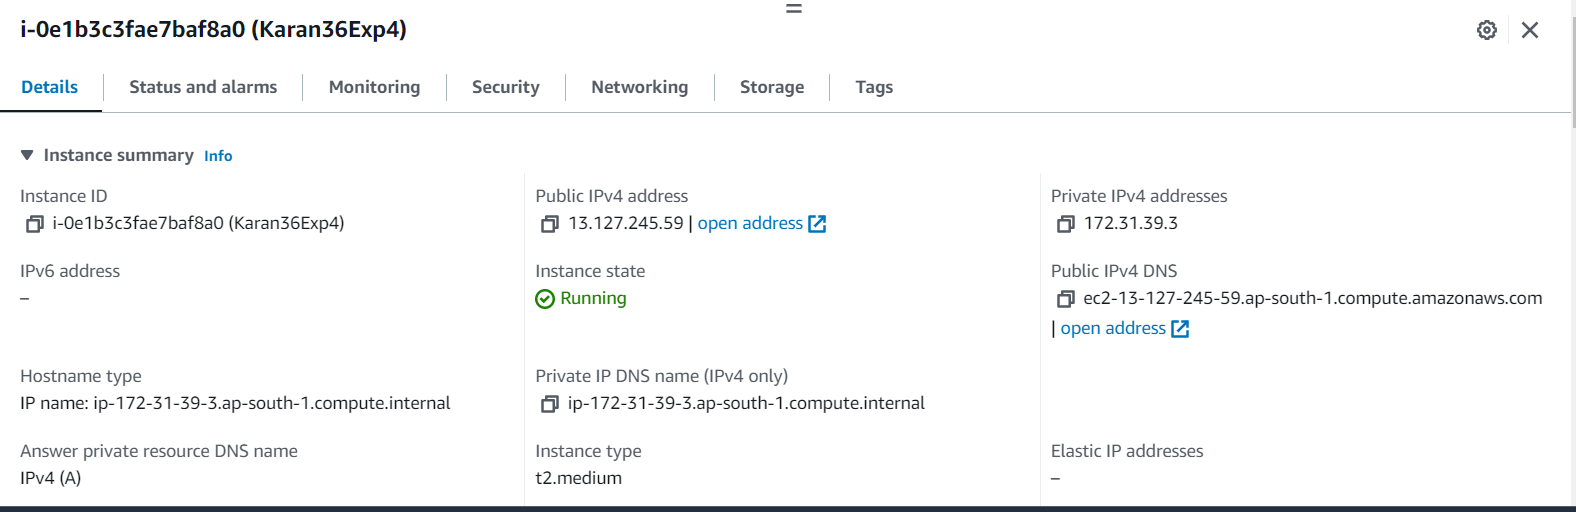 i-0e1b3c3fae7baf8a0 (Karan36Exp4)
Details
Status and alarms
Monitoring
Security
Networking
Storage
Tags
Instance summary Info
Instance ID
i-0e1b3c3fae7baf8a0 (Karan36Exp4)
Public IPv4 address
13.127.245.59 | open address
Private IPv4 addresses
172.31.39.3
IPv6 address
–
Instance state
Running
Public IPv4 DNS
ec2-13-127-245-59.ap-south-1.compute.amazonaws.com
| open address
Hostname type
IP name: ip-172-31-39-3.ap-south-1.compute.internal
Private IP DNS name (IPv4 only)
ip-172-31-39-3.ap-south-1.compute.internal
Answer private resource DNS name
IPv4 (A)
Instance type
t2.medium
Elastic IP addresses
–